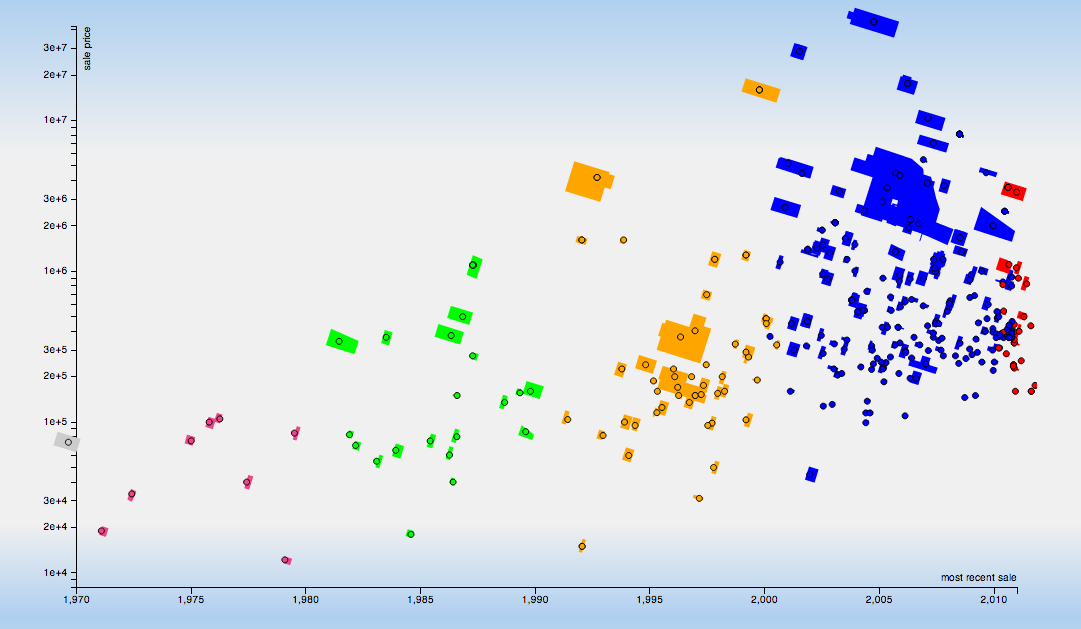 sale price
3e+7
2e+7
1e+7
3e+6
2e+6
1e+6
3e+5
2e+5
1e+5
3e+4
2e+4
1e+4
most recent sale
1,970 1,975 1,980 1,985 1,990 1,995 2,000 2,005 2,010